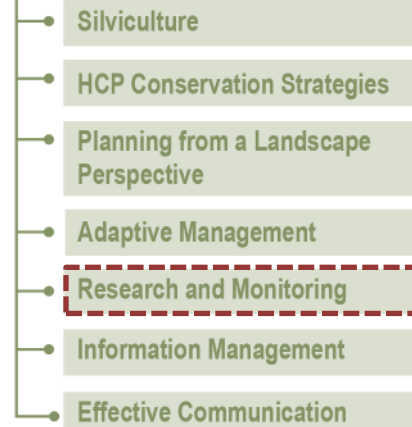 Silviculture
HCP Conservation Strategies
Planning from a Landscape
Perspective
Adaptive Management
Research and Monitoring
Information Management
Effective Communication